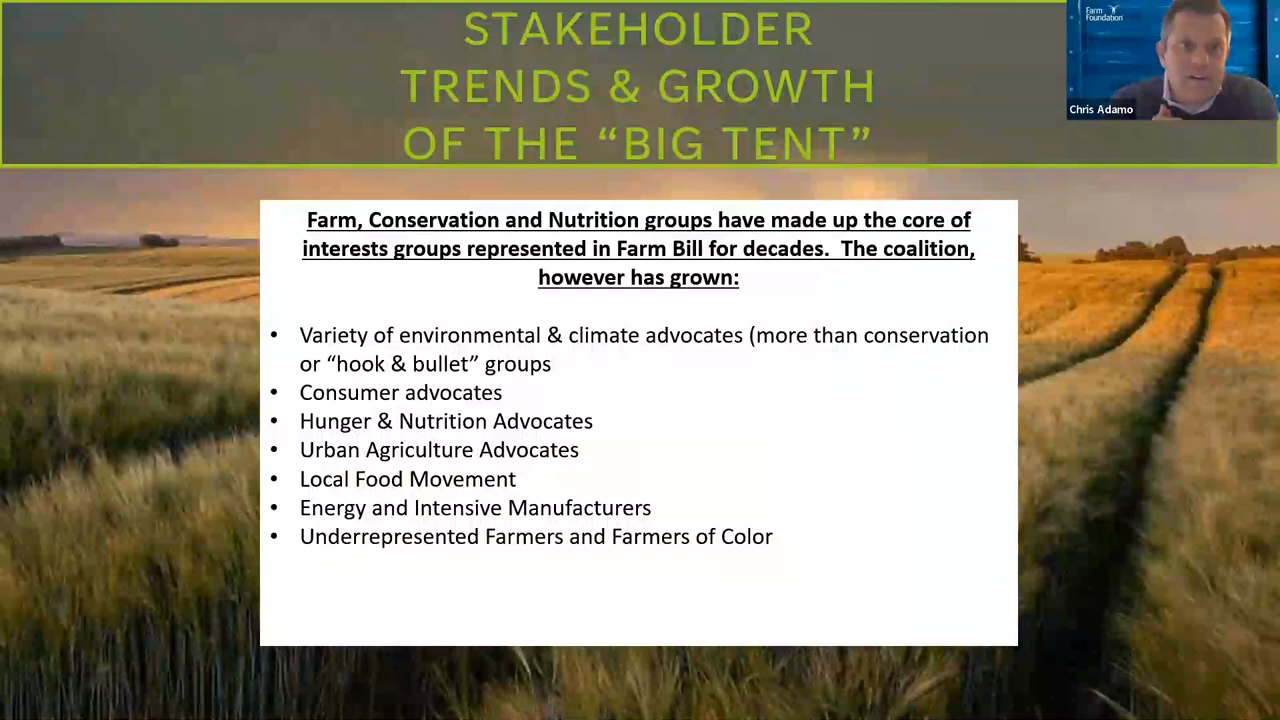 STAKEHOLDER
TRENDS & GROWTH
OF THE “BIG TENT”
Farm
Foundation
Chris Adamo
Farm, Conservation and Nutrition groups have made up the core of
interests groups represented in Farm Bill for decades.  The coalition,
however has grown:
• Variety of environmental & climate advocates (more than conservation
or “hook & bullet” groups
• Consumer advocates
• Hunger & Nutrition Advocates
• Urban Agriculture Advocates
• Local Food Movement
• Energy and Intensive Manufacturers
• Underrepresented Farmers and Farmers of Color